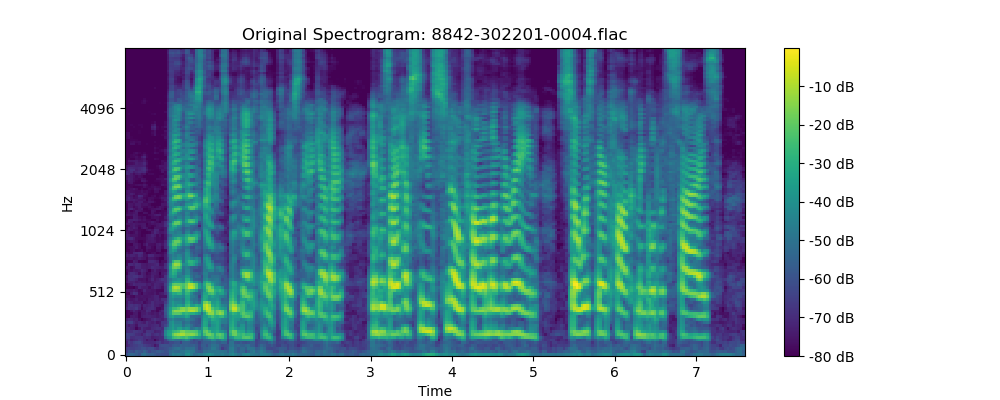 Original Spectrogram: 8842-302201-0004.flac
Hz
4096
2048
1024
512
0
0 1 2 3 4 5 6 7
Time
-10 dB
-20 dB
-30 dB
-40 dB
-50 dB
-60 dB
-70 dB
-80 dB